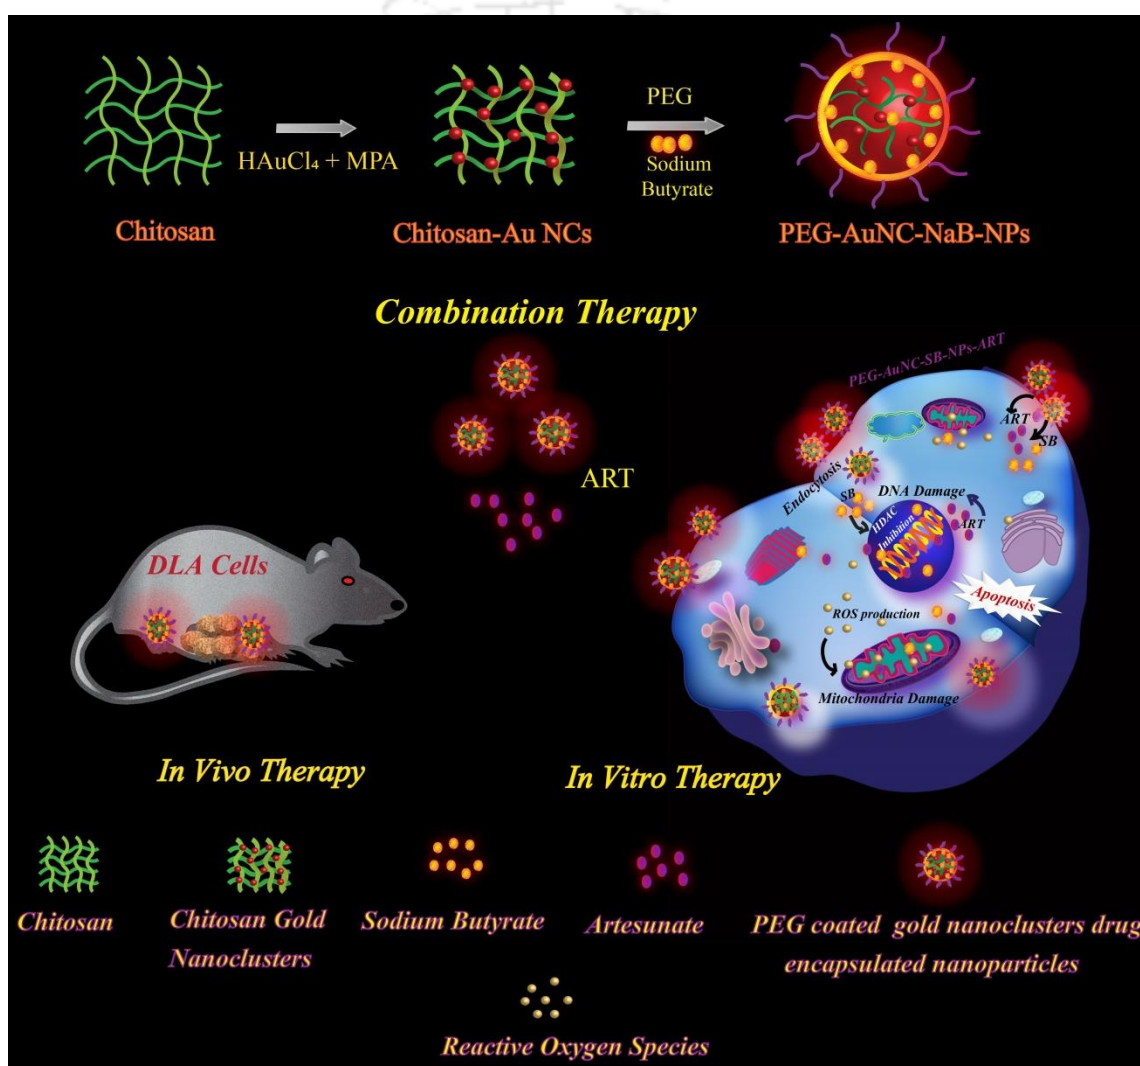 PEG
HAuCl₄ + MPA
Sodium
Butyrate
Chitosan
Chitosan-Au NCs
PEG-AuNC-NaB-NPs
Combination Therapy
ART
PEG-AuNC-SB-NPs-ART
ART
SB
Endocytosis
SB
DNA Damage
HDAC
Inhibition
ART
Apoptosis
ROS production
Mitochondria Damage
DLA Cells
In Vivo Therapy
In Vitro Therapy
Chitosan
Chitosan Gold
Nanoclusters
Sodium Butyrate
Artesunate
PEG coated gold nanoclusters drug
encapsulated nanoparticles
Reactive Oxygen Species